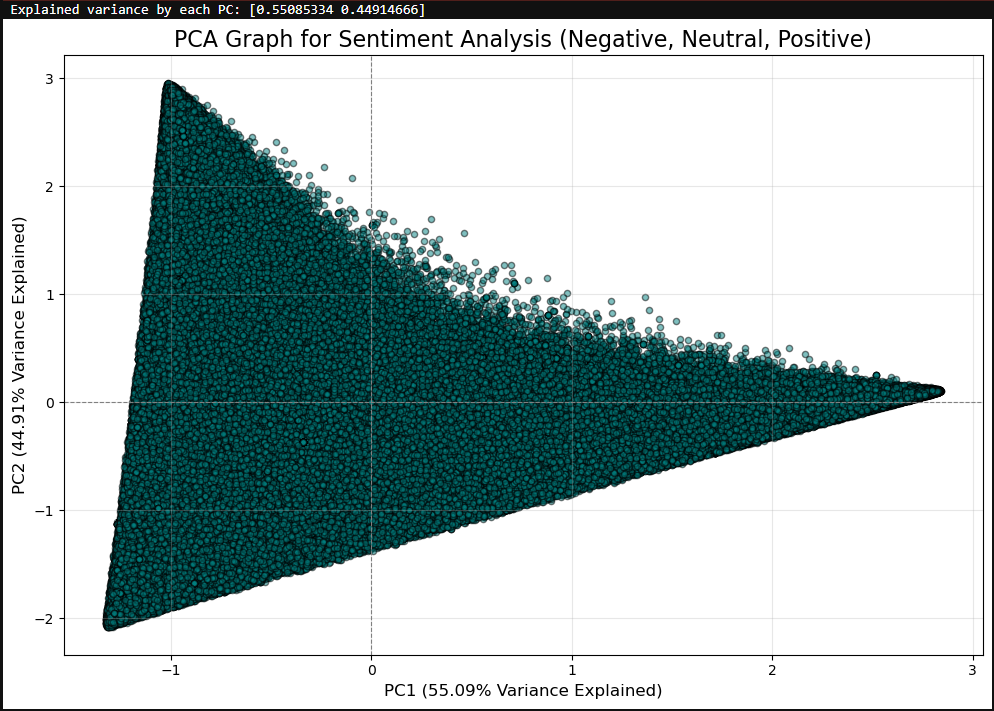 Explained variance by each PC: [0.55085334 0.44914666]
PCA Graph for Sentiment Analysis (Negative, Neutral, Positive)
3
2
1
0
−1
−2
PC2 (44.91% Variance Explained)
−1
0
1
2
3
PC1 (55.09% Variance Explained)